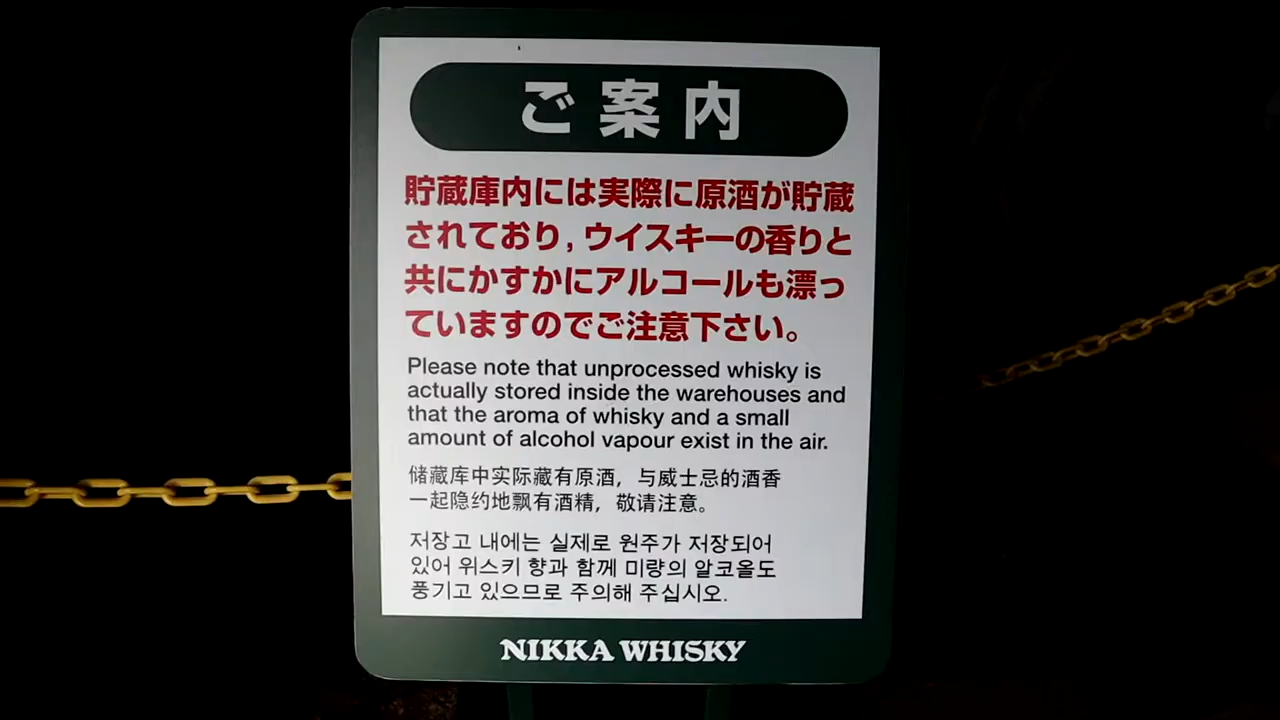 ご案内
貯蔵庫内には実際に原酒が貯蔵
されており,ウイスキーの香りと
共にかすかにアルコールも漂っ
ていますのでご注意下さい。
Please note that unprocessed whisky is
actually stored inside the warehouses and
that the aroma of whisky and a small
amount of alcohol vapour exist in the air.
储藏库中实际藏有原酒，与威士忌的酒香
一起隐约地飘有酒精，敬请注意。
저장고 내에는 실제로 원주가 저장되어
있어 위스키 향과 함께 미량의 알코올도
풍기고 있으므로 주의해 주십시오.
NIKKA WHISKY